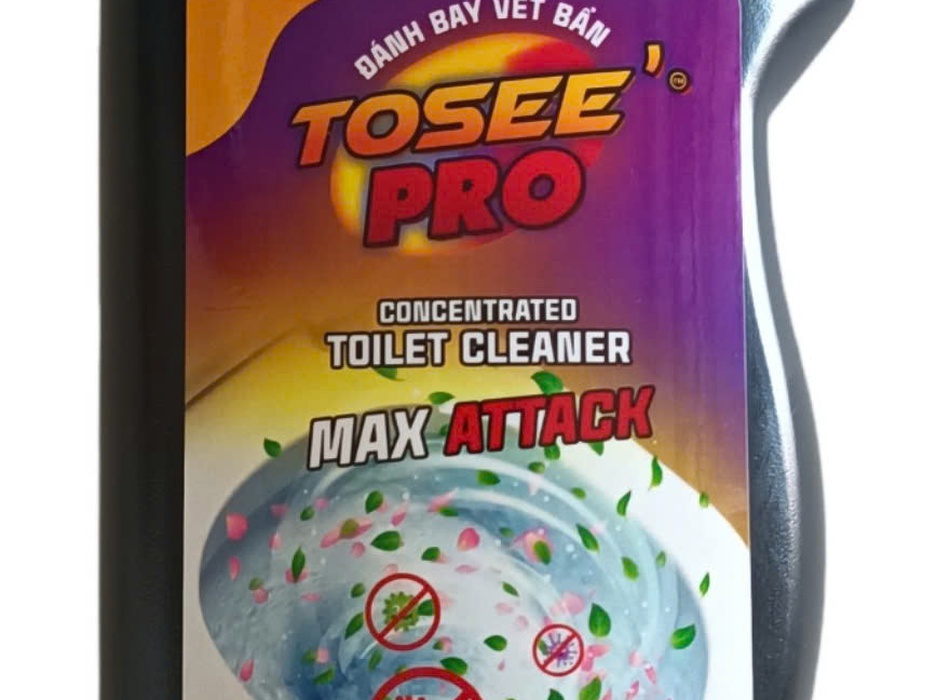 ĐÁNH BAY VẾT BẨN
TOSEE'
PRO
CONCENTRATED
TOILET CLEANER
MAX ATTACK